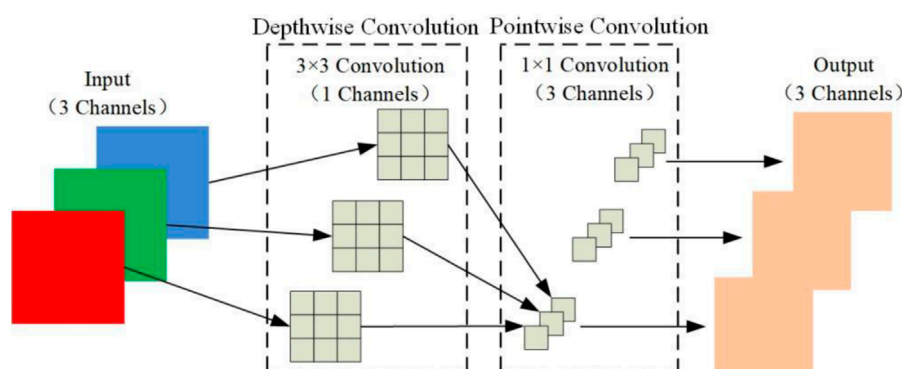 Depthwise Convolution
Pointwise Convolution
Input
（3 Channels）
3×3 Convolution
（1 Channels）
1×1 Convolution
（3 Channels）
Output
（3 Channels）